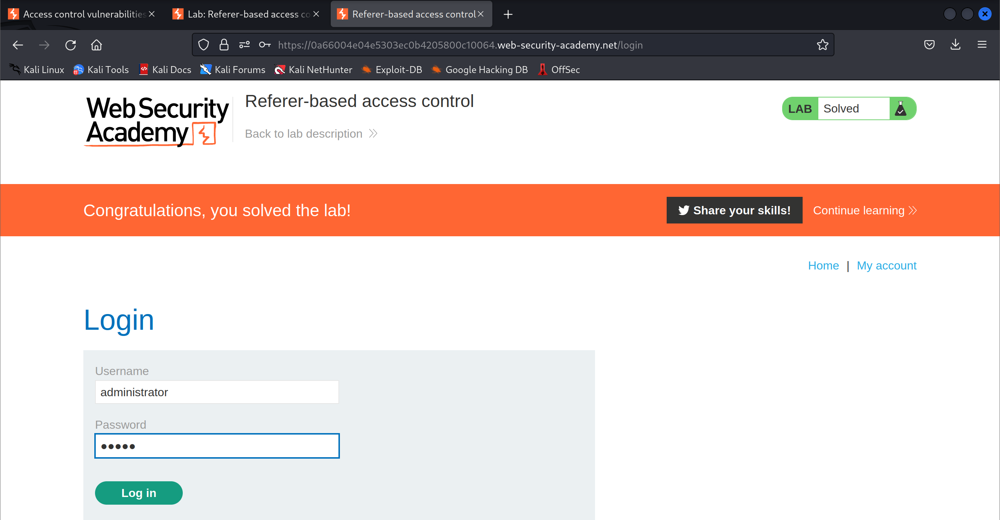 Access control vulnerabilities
Lab: Referer-based access co
Referer-based access control
https://0a66004e04e5303ec0b4205800c10064.web-security-academy.net/login
Kali Linux
Kali Tools
Kali Docs
Kali Forums
Kali NetHunter
Exploit-DB
Google Hacking DB
OffSec
Web Security
Academy
Referer-based access control
Back to lab description
LAB Solved
Congratulations, you solved the lab!
Share your skills!
Continue learning
Home | My account
Login
Username
administrator
Password
•••••
Log in